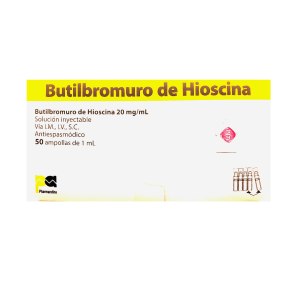 Butilbromuro de Hioscina
Butilbromuro de Hioscina 20 mg/mL
Solución inyectable
Vía I.M., I.V., S.C.
Antiespasmódico
50 ampollas de 1 mL